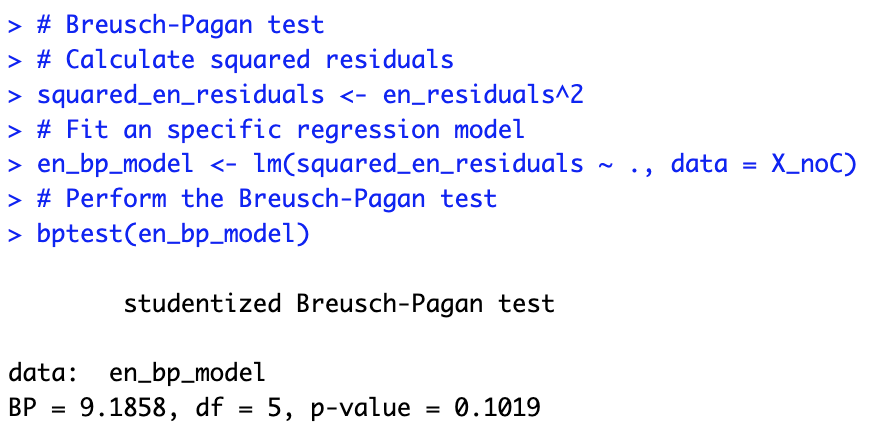 > # Breusch-Pagan test
> # Calculate squared residuals
> squared_en_residuals <- en_residuals^2
> # Fit an specific regression model
> en_bp_model <- lm(squared_en_residuals ~ ., data = X_noC)
> # Perform the Breusch-Pagan test
> bptest(en_bp_model)
studentized Breusch-Pagan test
data:  en_bp_model
BP = 9.1858, df = 5, p-value = 0.1019